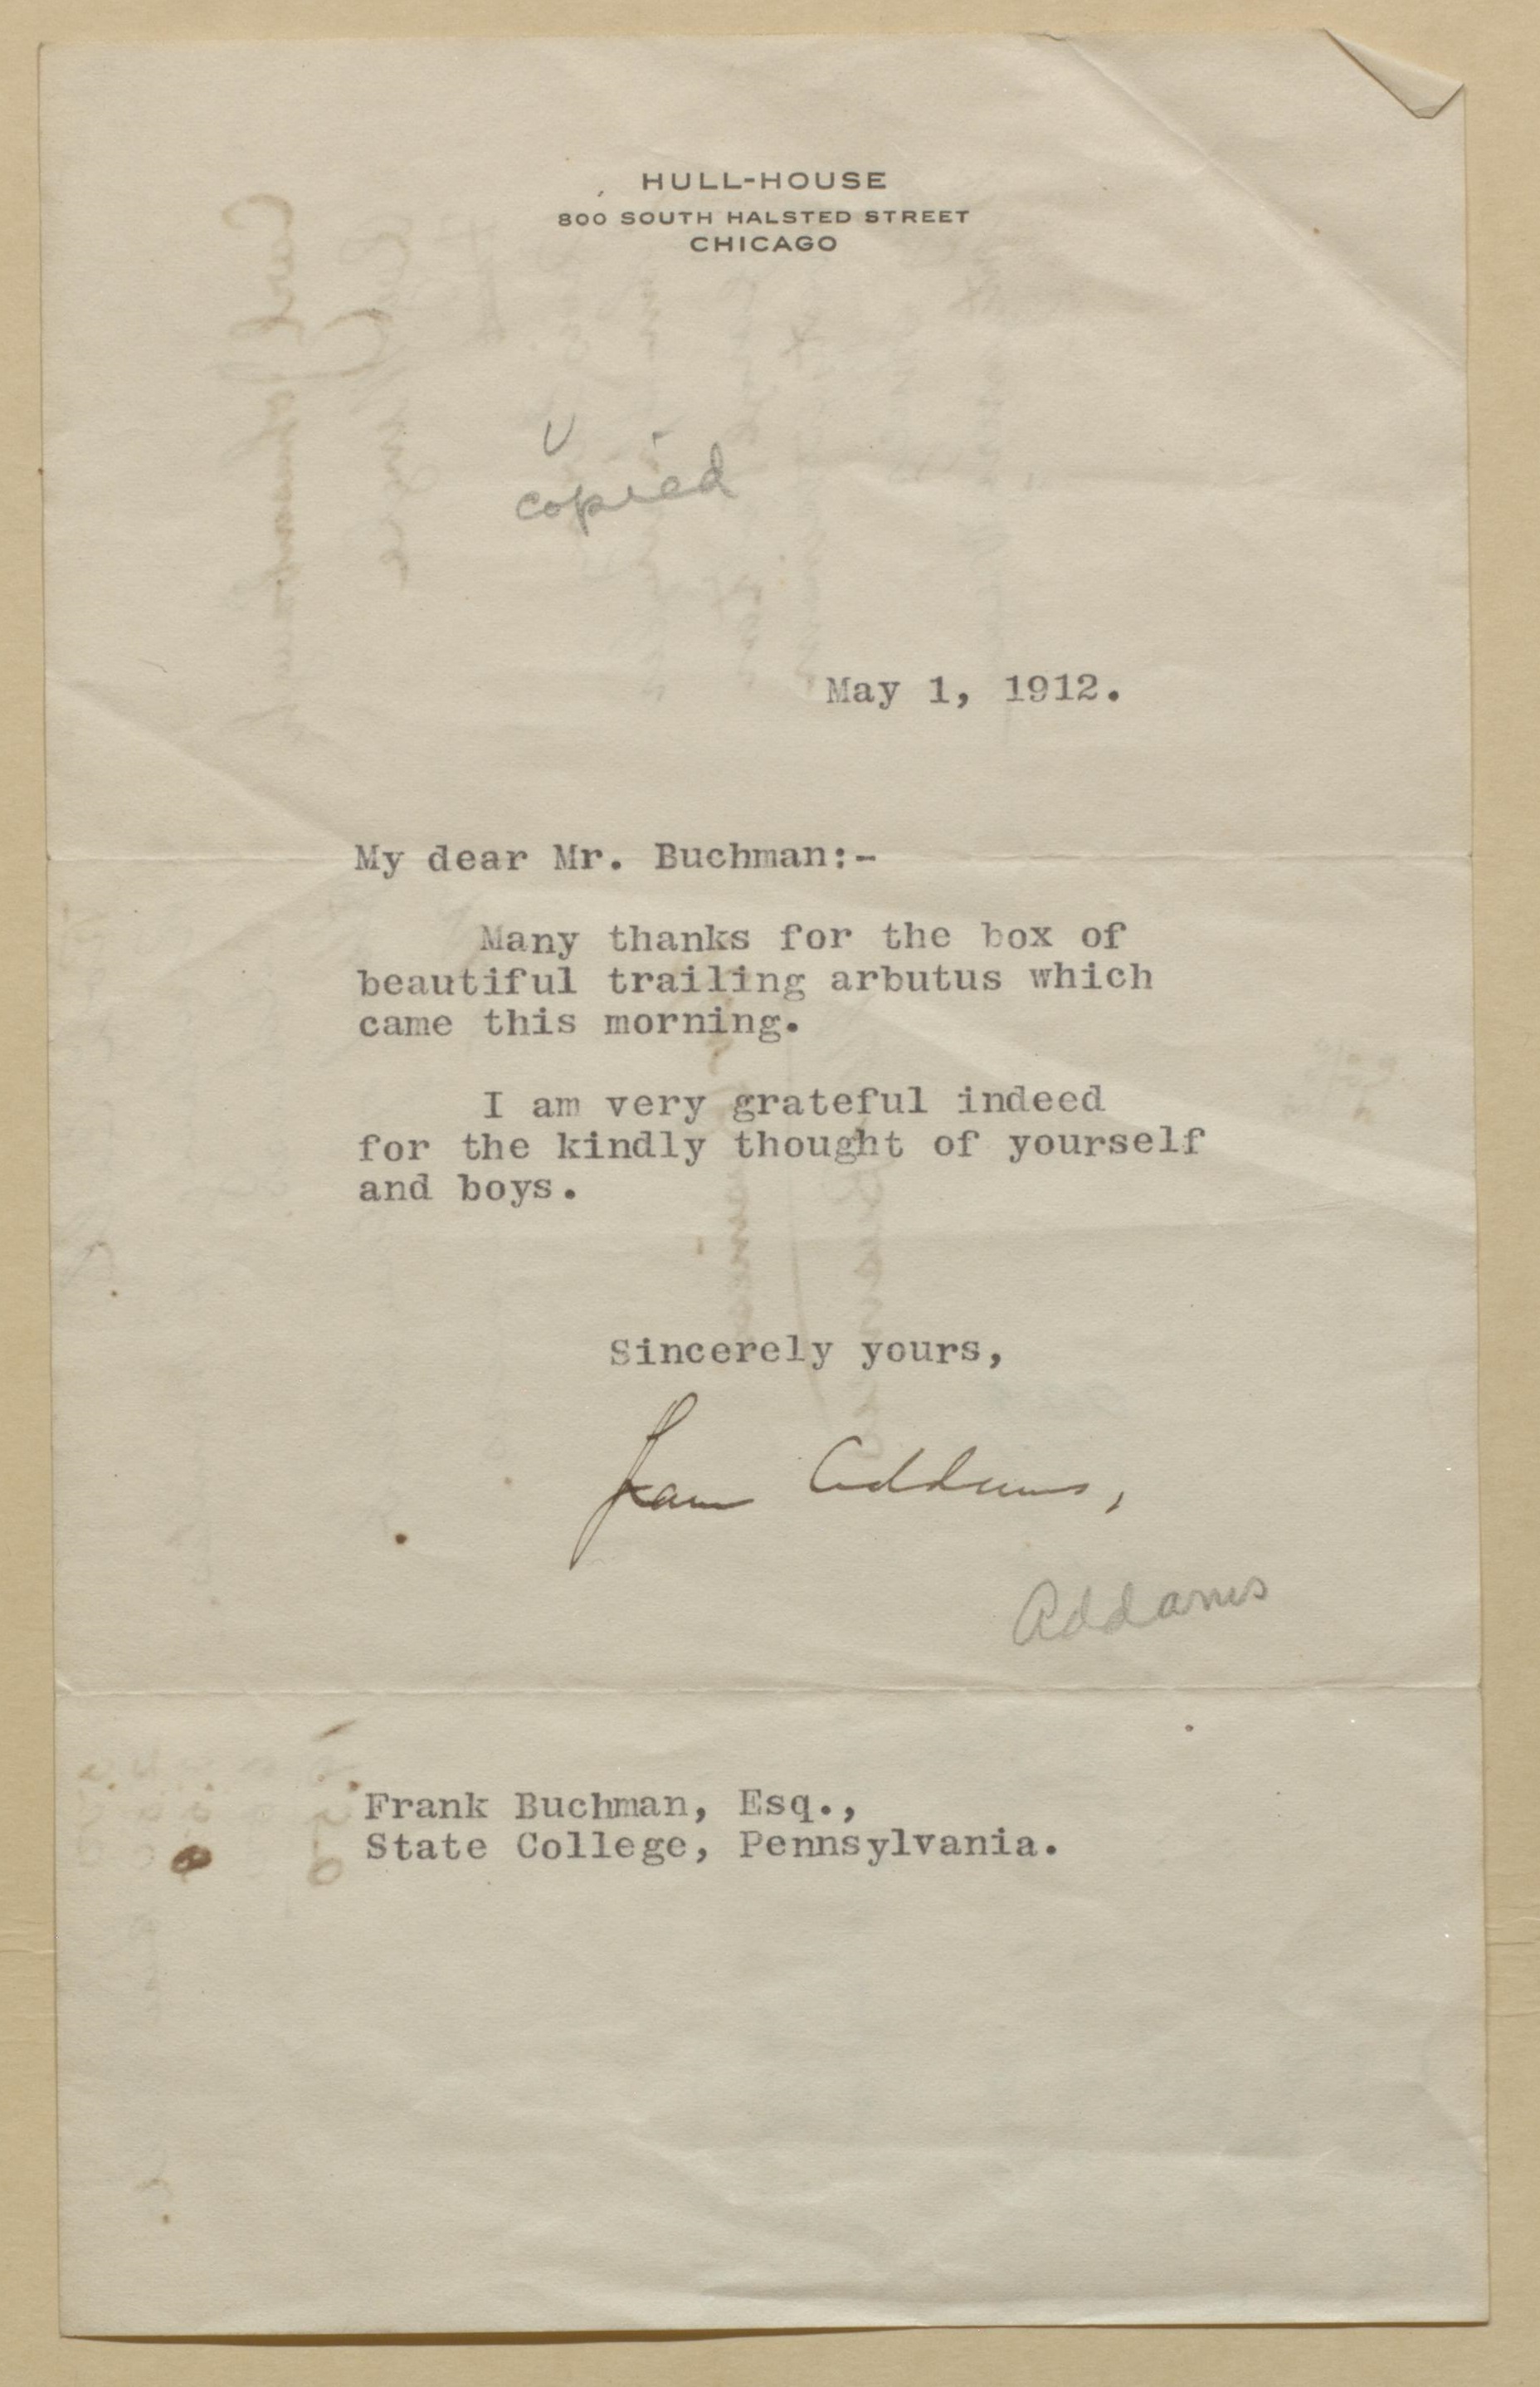 HULL-HOUSE
800 SOUTH HALSTED STREET
CHICAGO
copied
May 1, 1912.
My dear Mr. Buchman:-
Many thanks for the box of
beautiful trailing arbutus which
came this morning.
I am very grateful indeed
for the kindly thought of yourself
and boys.
Sincerely yours,
Jane Addams,
Addams
Frank Buchman, Esq.,
State College, Pennsylvania.